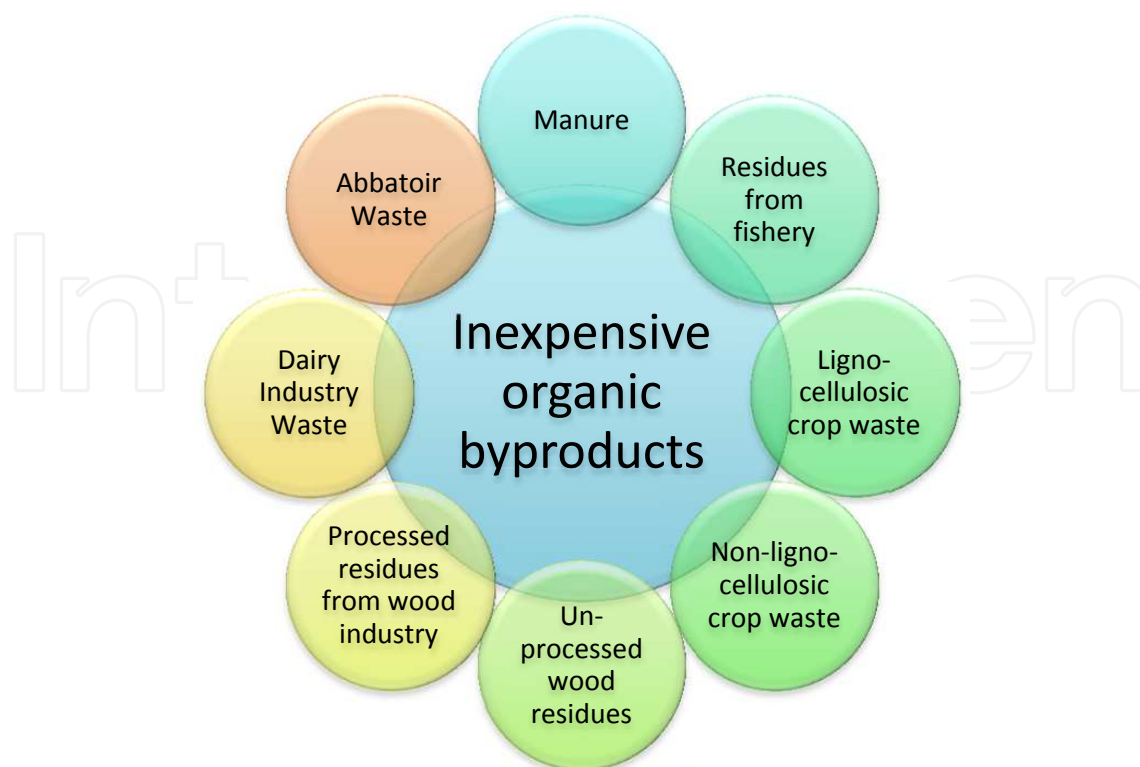 Manure
Residues
from
fishery
Ligno-
cellulosic
crop waste
Non-ligno-
cellulosic
crop waste
Un-
processed
wood
residues
Processed
residues
from wood
industry
Dairy
Industry
Waste
Abbatoir
Waste
Inexpensive
organic
byproducts